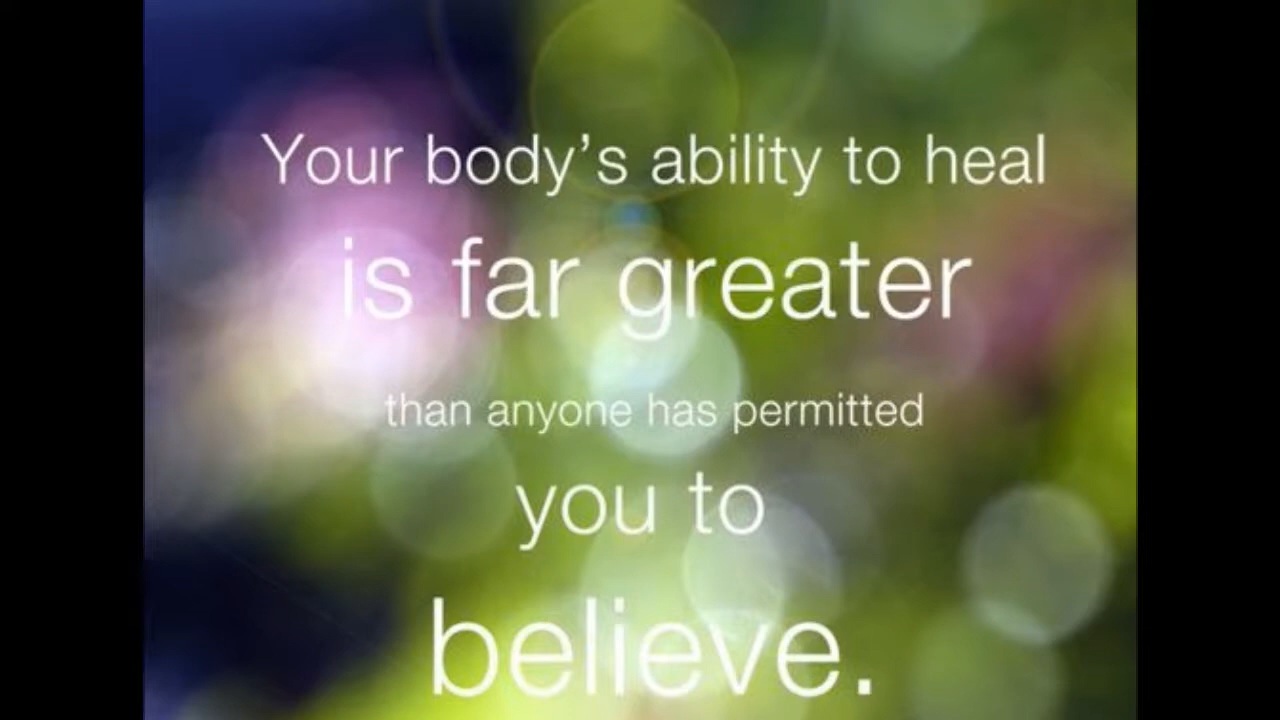 Your body’s ability to heal
is far greater
than anyone has permitted
you to
believe.